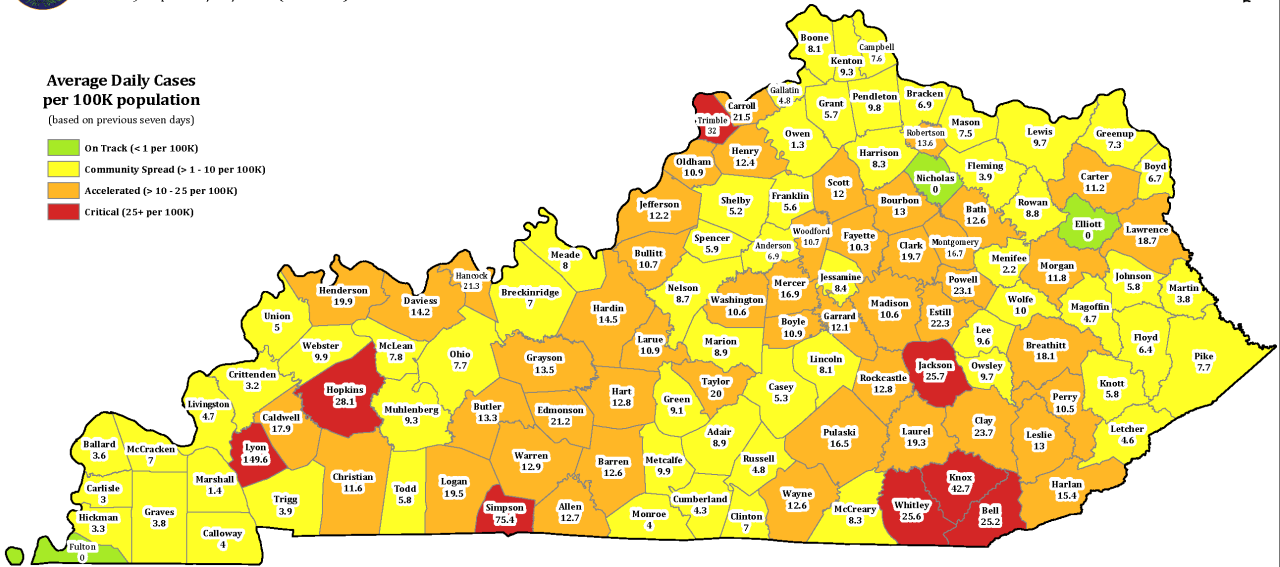 Average Daily Cases
per 100K population
(based on previous seven days)
On Track (< 1 per 100K)
Community Spread (> 1 - 10 per 100K)
Accelerated (> 10 - 25 per 100K)
Critical (25+ per 100K)
Boone
8.1
Kenton
9.3
Campbell
7.6
Gallatin
4.8
Carroll
21.5
Trimble
32
Grant
5.7
Pendleton
9.8
Bracken
6.9
Mason
7.5
Lewis
9.7
Greenup
7.3
Boyd
6.7
Owen
1.3
Robertson
13.6
Henry
12.4
Oldham
10.9
Harrison
8.3
Nicholas
0
Fleming
3.9
Carter
11.2
Rowan
8.8
Elliott
0
Lawrence
18.7
Scott
12
Bourbon
13
Bath
12.6
Franklin
5.6
Shelby
5.2
Jefferson
12.2
Spencer
5.9
Anderson
6.9
Woodford
10.7
Fayette
10.3
Clark
19.7
Montgomery
16.7
Menifee
2.2
Morgan
11.8
Johnson
5.8
Martin
3.8
Bullitt
10.7
Meade
8
Breckinridge
7
Hancock
21.3
Daviess
14.2
Henderson
19.9
Union
5
Webster
9.9
McLean
7.8
Ohio
7.7
Hardin
14.5
Nelson
8.7
Washington
10.6
Mercer
16.9
Jessamine
8.4
Garrard
12.1
Boyle
10.9
Madison
10.6
Estill
22.3
Powell
23.1
Wolfe
10
Magoffin
4.7
Lee
9.6
Owsley
9.7
Breathitt
18.1
Floyd
6.4
Pike
7.7
Knott
5.8
Perry
10.5
Letcher
4.6
Larue
10.9
Marion
8.9
Lincoln
8.1
Rockcastle
12.8
Jackson
25.7
Grayson
13.5
Hart
12.8
Taylor
20
Green
9.1
Casey
5.3
Crittenden
3.2
Livingston
4.7
Hopkins
28.1
Caldwell
17.9
Muhlenberg
9.3
Butler
13.3
Edmonson
21.2
Lyon
149.6
Warren
12.9
Barren
12.6
Metcalfe
9.9
Adair
8.9
Russell
4.8
Pulaski
16.5
Laurel
19.3
Clay
23.7
Leslie
13
Harlan
15.4
Knox
42.7
Whitley
25.6
Bell
25.2
McCreary
8.3
Wayne
12.6
Clinton
7
Cumberland
4.3
Monroe
4
Allen
12.7
Simpson
75.4
Logan
19.5
Todd
5.8
Christian
11.6
Trigg
3.9
Marshall
1.4
Calloway
4
Graves
3.8
McCracken
7
Ballard
3.6
Carlisle
3
Hickman
3.3
Fulton
0